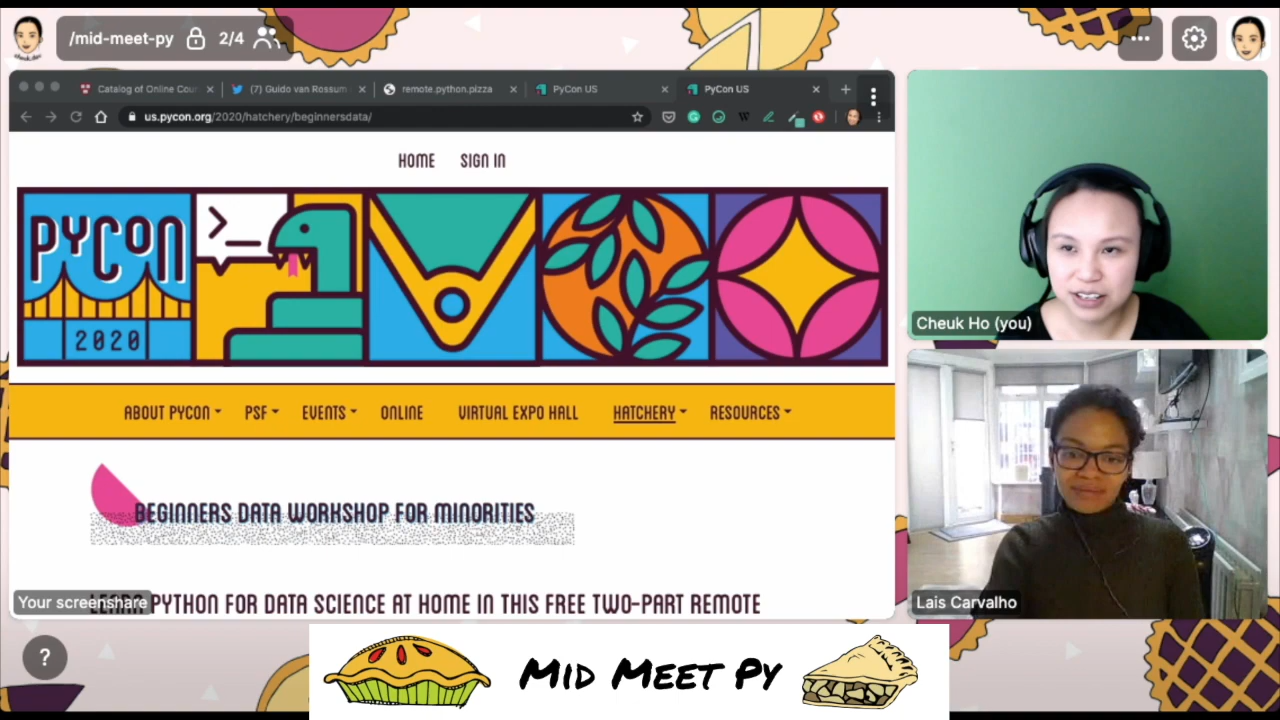 /mid-meet-py 2/4
Catalog of Online Cour
(7) Guido van Rossum
remote.python.pizza
PyCon US
PyCon US
us.pycon.org/2020/hatchery/beginnersdata/
HOME SIGN IN
PYCON
2020
ABOUT PYCON PSF EVENTS ONLINE VIRTUAL EXPO HALL HATCHERY RESOURCES
BEGINNERS DATA WORKSHOP FOR MINORITIES
LEARN PYTHON FOR DATA SCIENCE AT HOME IN THIS FREE TWO-PART REMOTE
Your screenshare
Cheuk Ho (you)
Lais Carvalho
?
MID MEET PY